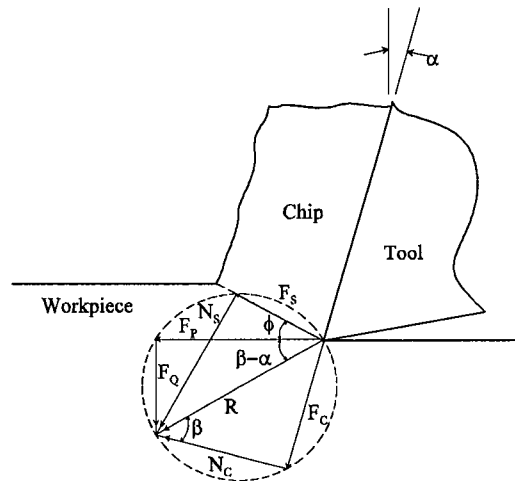 α
Chip
Tool
Workpiece
F_S
N_S
F_P
ϕ
β−α
F_Q
R
F_C
β
N_C